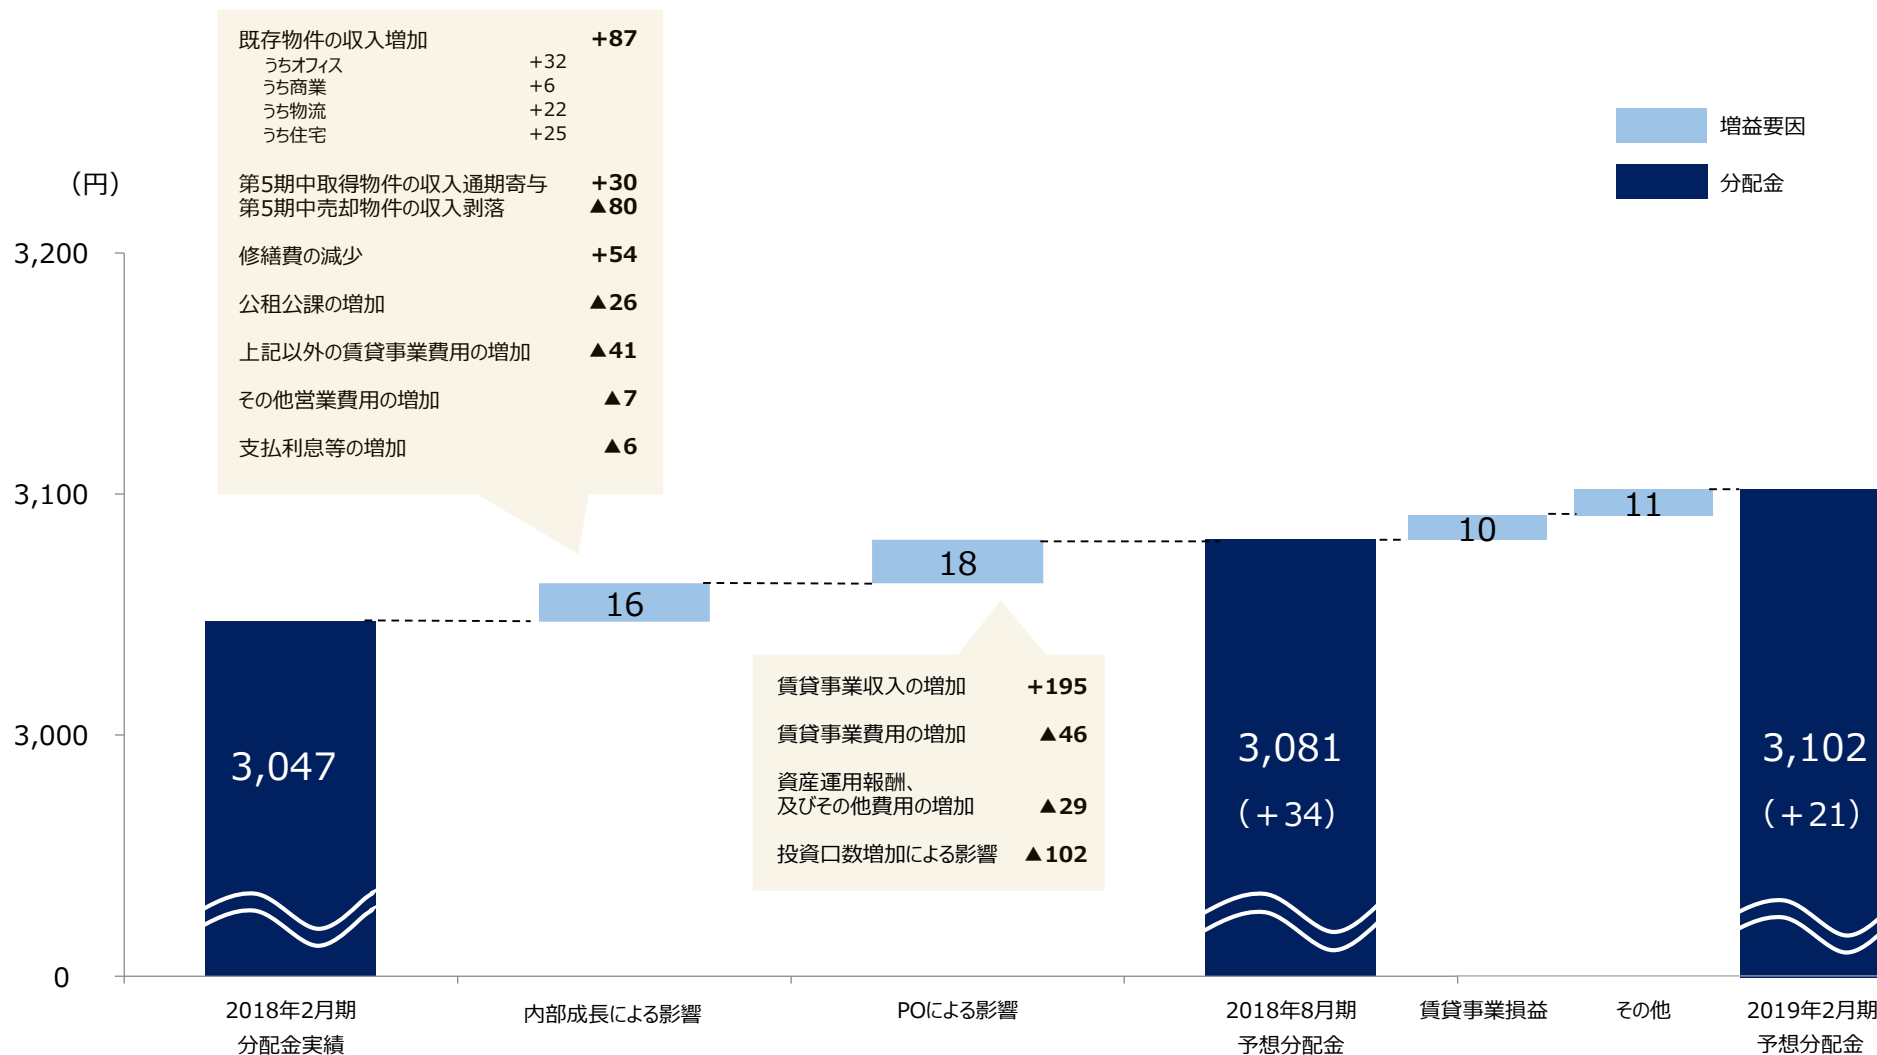 既存物件の収入増加 +87
うちオフィス +32
うち商業 +6
うち物流 +22
うち住宅 +25
第5期中取得物件の収入通期寄与 +30
第5期中売却物件の収入剥落 ▲80
修繕費の減少 +54
公租公課の増加 ▲26
上記以外の賃貸事業費用の増加 ▲41
その他営業費用の増加 ▲7
支払利息等の増加 ▲6
増益要因
分配金
（円）
3,200
3,100
3,000
0
3,047
16
18
賃貸事業収入の増加 +195
賃貸事業費用の増加 ▲46
資産運用報酬、
及びその他費用の増加 ▲29
投資口数増加による影響 ▲102
3,081
（＋34）
10
11
3,102
（＋21）
2018年2月期
分配金実績
内部成長による影響
POによる影響
2018年8月期
予想分配金
賃貸事業損益
その他
2019年2月期
予想分配金